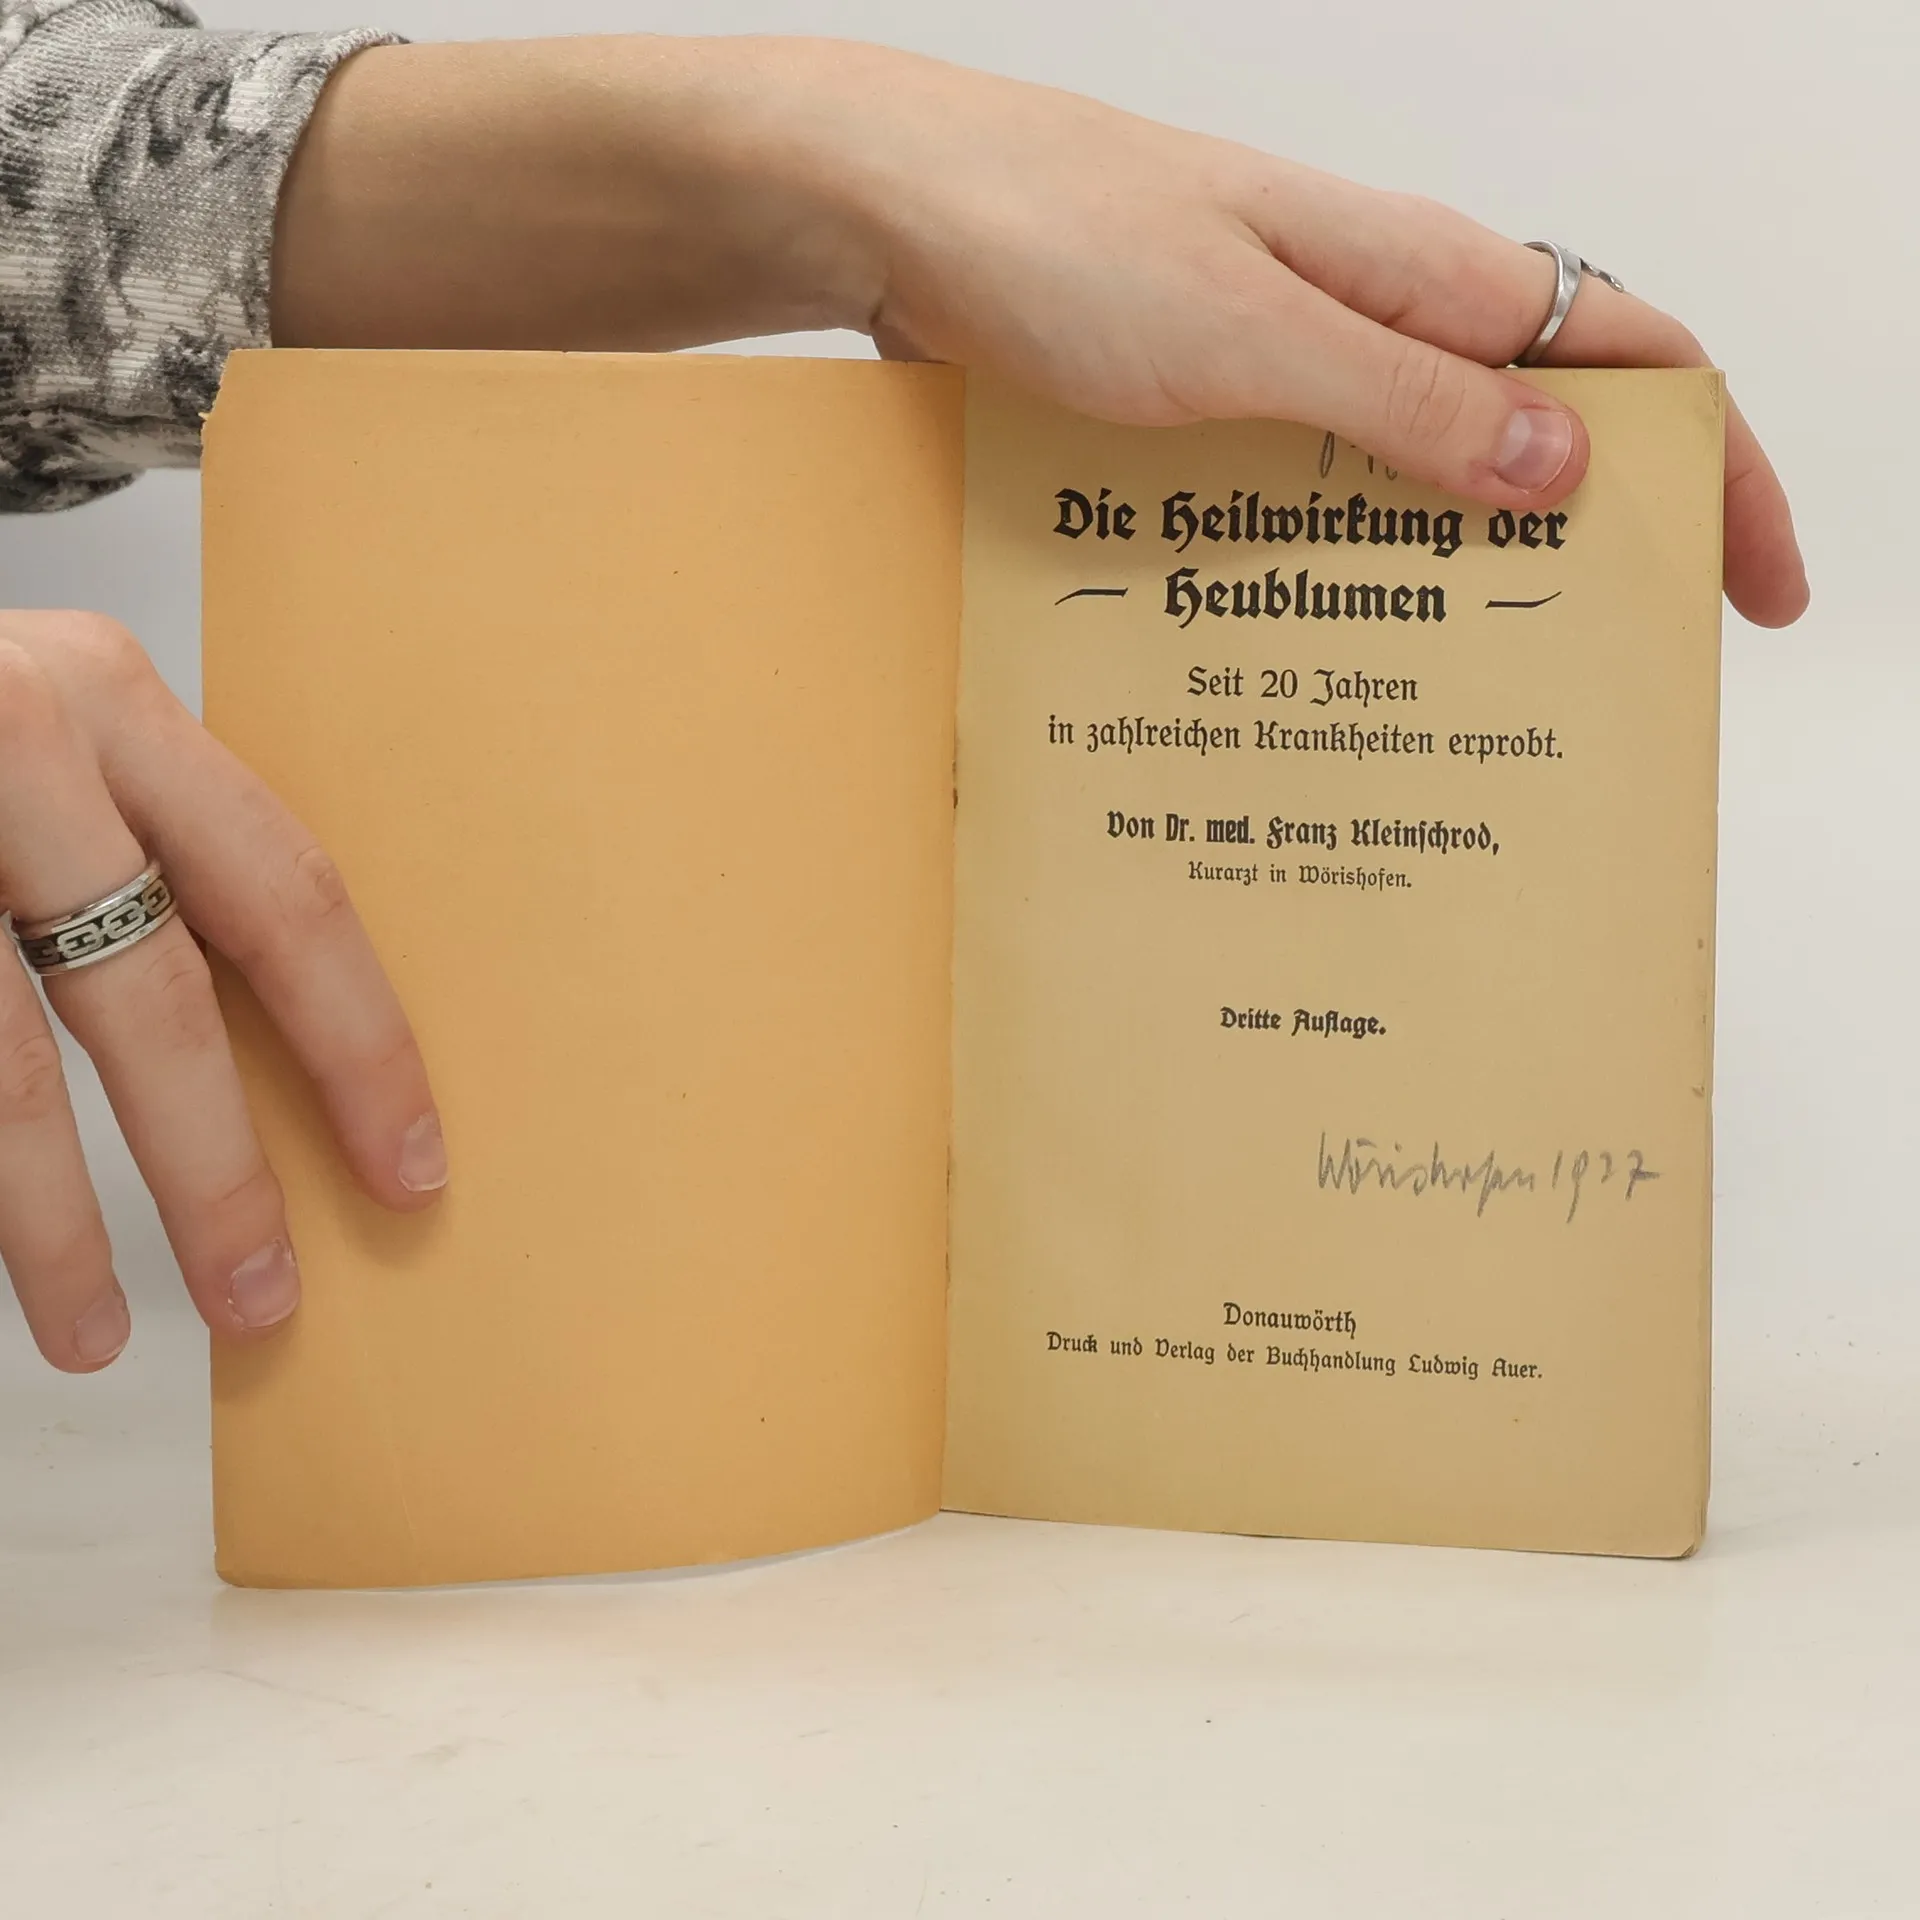 Die Heilwirkung der
— Heublumen —
Seit 20 Jahren
in zahlreichen Krankheiten erprobt.
Von Dr. med. Franz Kleinschrod,
Kurarzt in Wörishofen.
Dritte Auflage.
Wörishofen 1927
Donauwörth
Druck und Verlag der Buchhandlung Ludwig Auer.